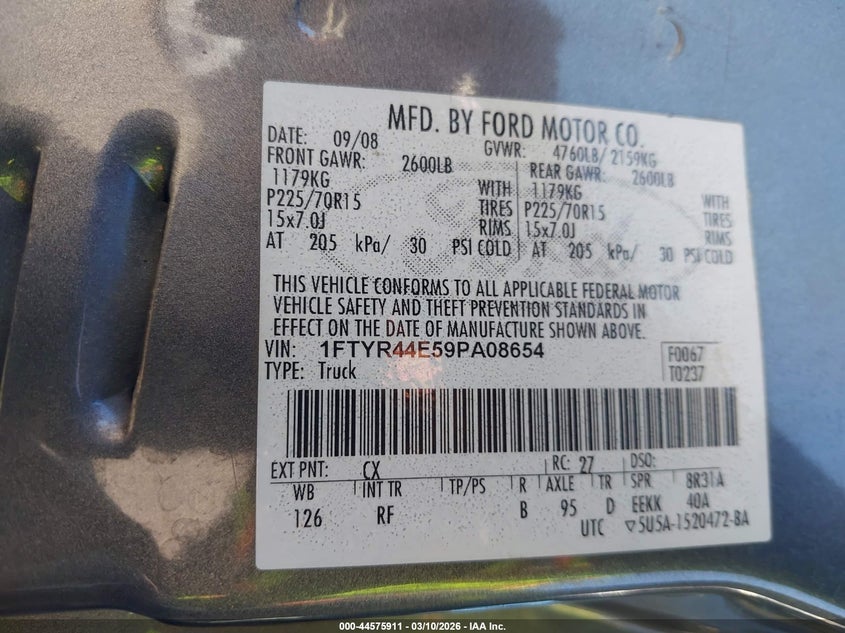 MFD. BY FORD MOTOR CO.
DATE: 09/08 GVWR: 4760LB/ 2159KG
FRONT GAWR: 2600LB REAR GAWR: 2600LB
1179KG WITH 1179KG WITH
P225/70R15 TIRES P225/70R15 TIRES
15x7.0J RIMS 15x7.0J RIMS
AT 205 kPa/ 30 PSI COLD AT 205 kPa/ 30 PSI COLD
THIS VEHICLE CONFORMS TO ALL APPLICABLE FEDERAL MOTOR
VEHICLE SAFETY AND THEFT PREVENTION STANDARDS IN
EFFECT ON THE DATE OF MANUFACTURE SHOWN ABOVE.
VIN: 1FTYR44E59PA08654 F0067
TYPE: Truck T0237
EXT PNT: CX RC: 27 DSO:
WB INT TR TP/PS R AXLE TR SPR 8R31A
126 RF B 95 D EEKK 40A
UTC ▽5U5A-1520472-BA
000-44575911 — 03/10/2026 — IAA Inc.